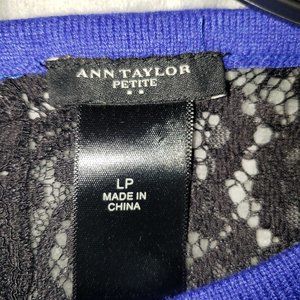 ANN TAYLOR
PETITE
LP
MADE IN
CHINA